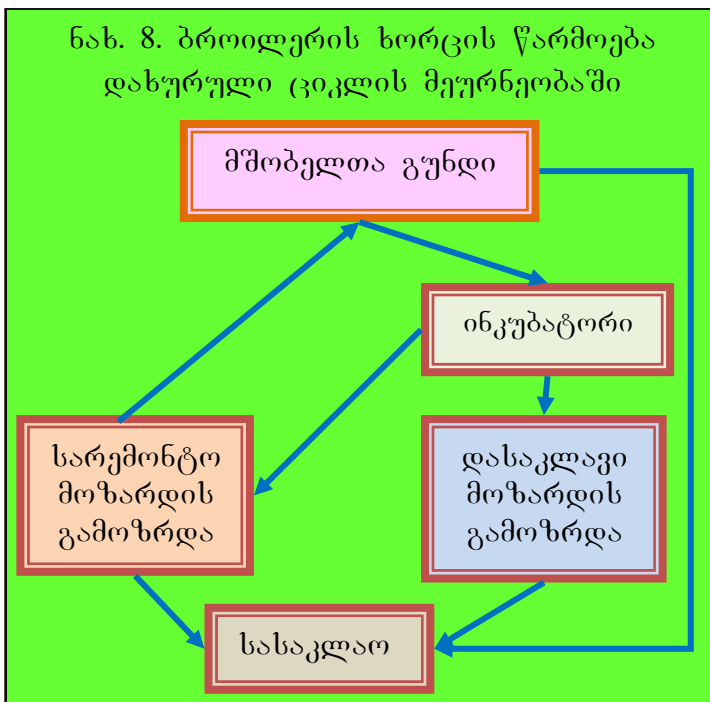 ნახ. 8. ბროილერის ხორცის წარმოება
დახურული ციკლის მეურნეობაში
მშობელთა გუნდი
ინკუბატორი
სარემონტო
მოზარდის
გამოზრდა
დასაკლავი
მოზარდის
გამოზრდა
სასაკლაო